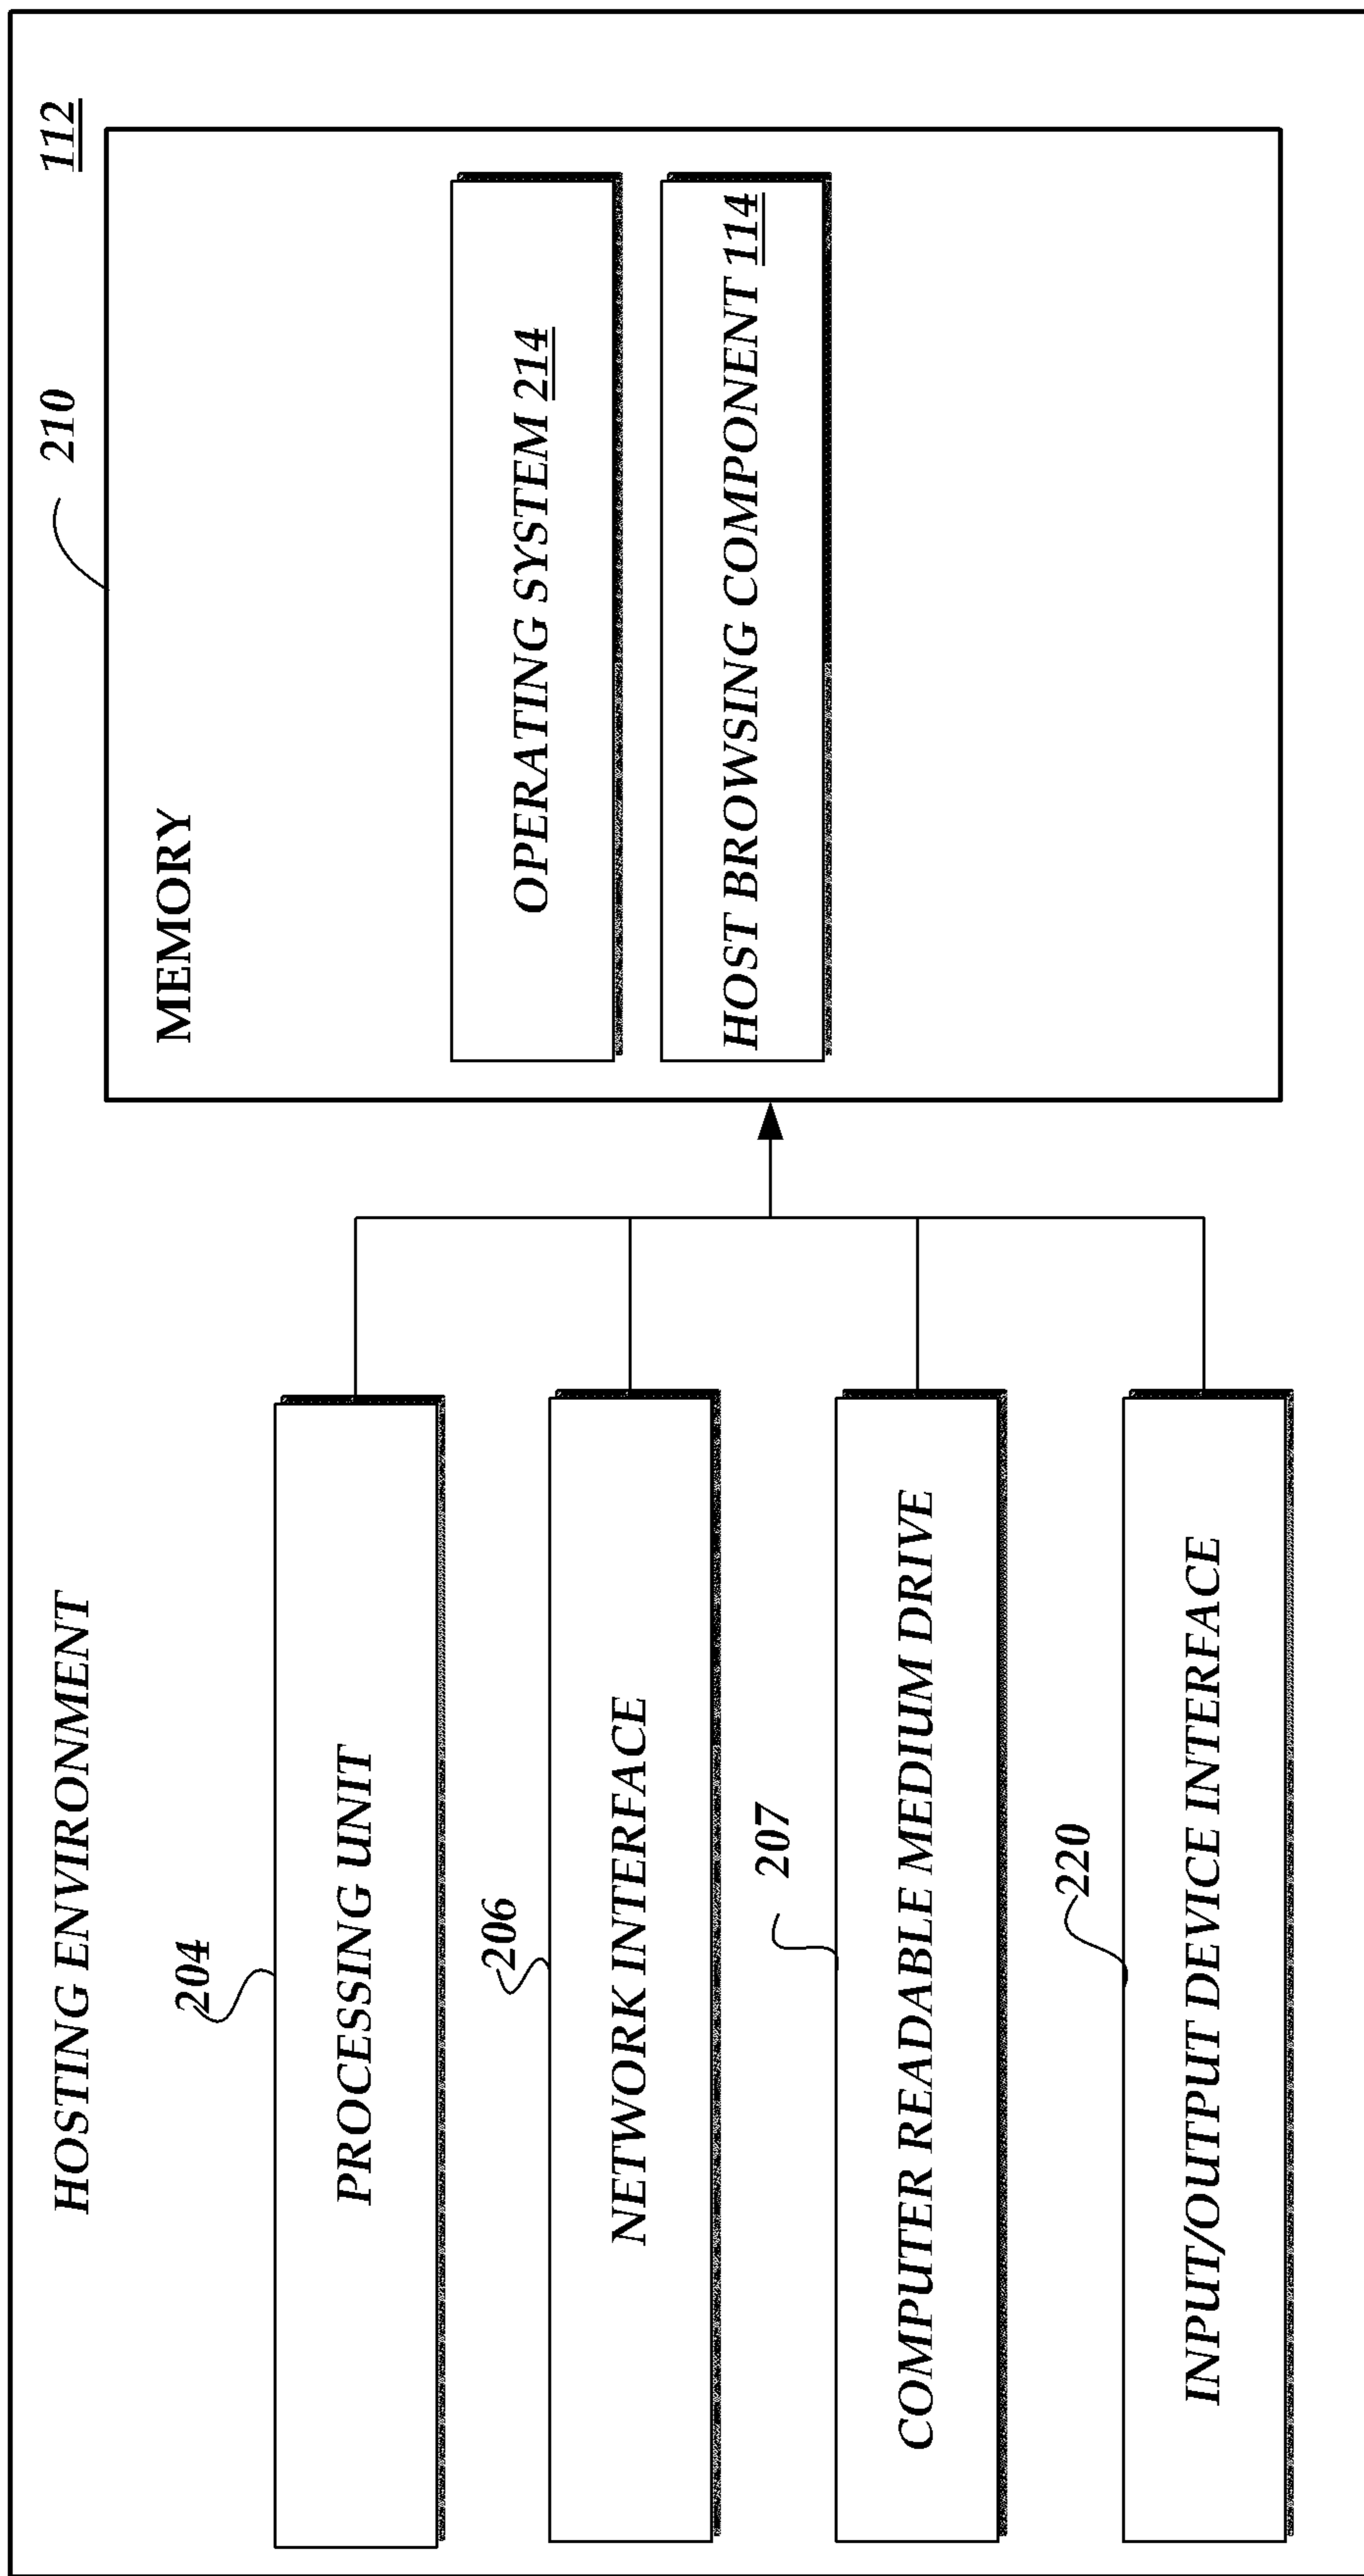 HOSTING ENVIRONMENT
112
204
PROCESSING UNIT
206
NETWORK INTERFACE
207
COMPUTER READABLE MEDIUM DRIVE
220
INPUT/OUTPUT DEVICE INTERFACE
210
MEMORY
OPERATING SYSTEM 214
HOST BROWSING COMPONENT 114